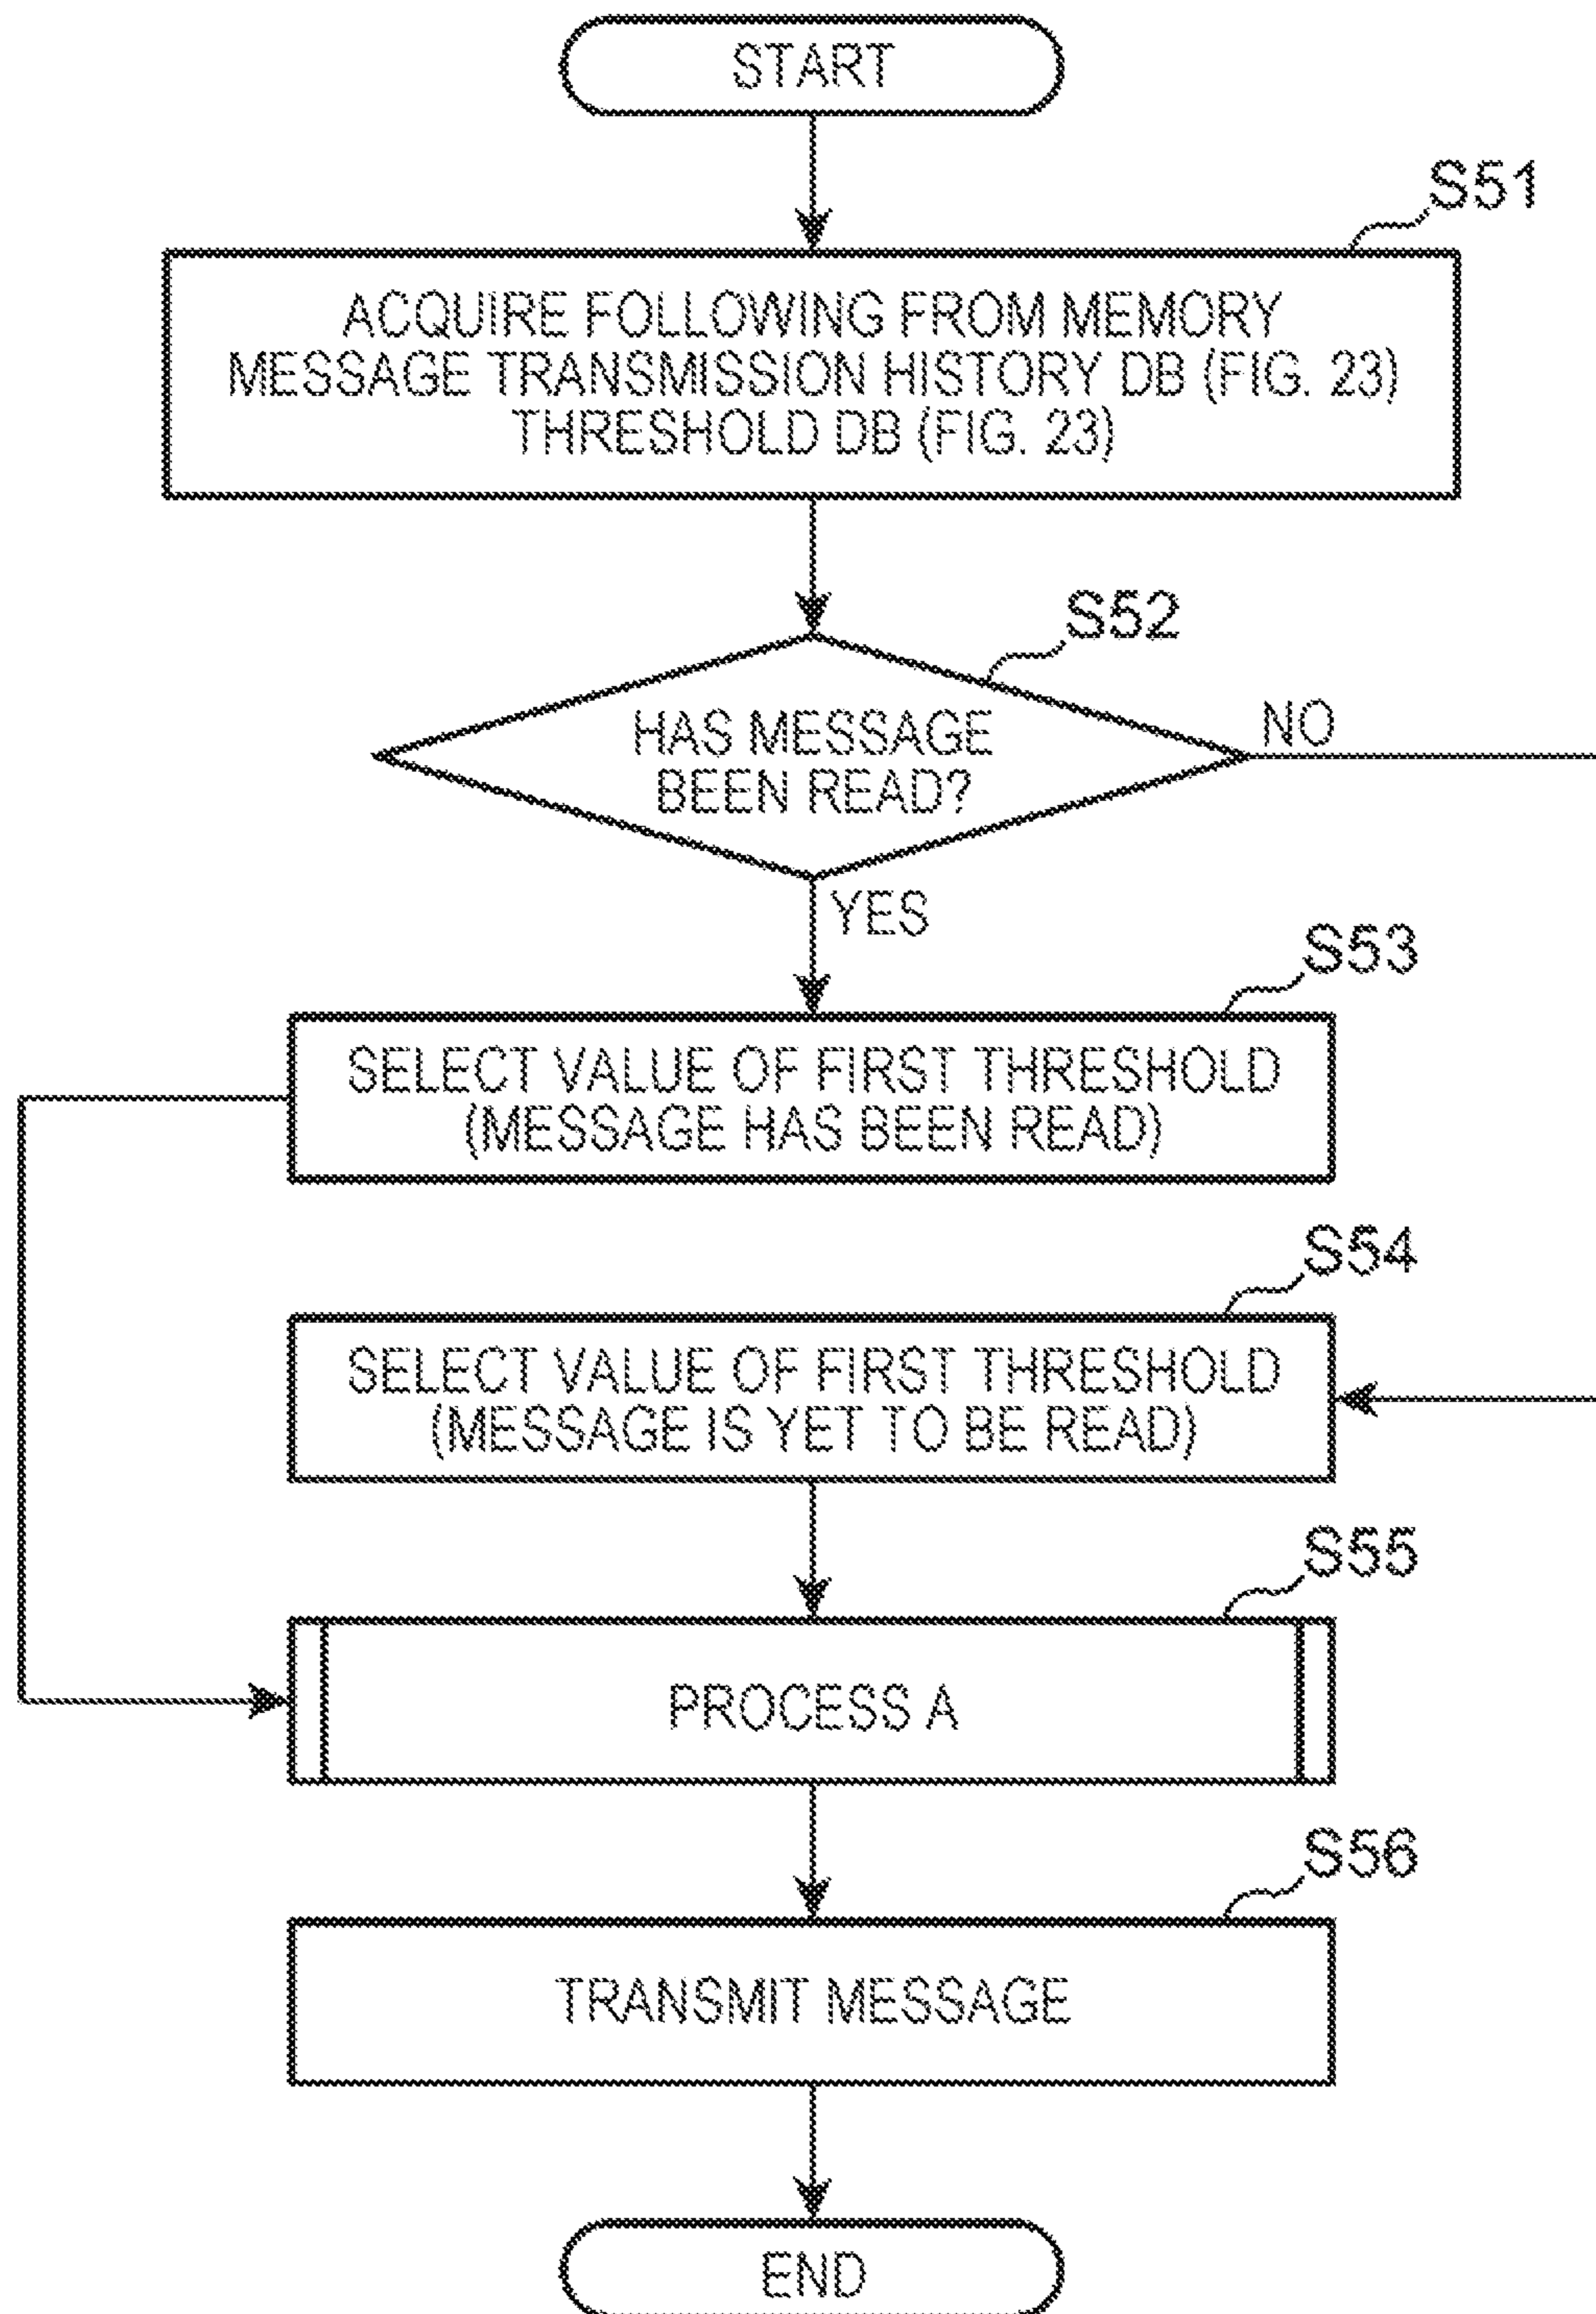 START
S51
ACQUIRE FOLLOWING FROM MEMORY
MESSAGE TRANSMISSION HISTORY DB (FIG. 23)
THRESHOLD DB (FIG. 23)
S52
HAS MESSAGE
BEEN READ?
NO
YES
S53
SELECT VALUE OF FIRST THRESHOLD
(MESSAGE HAS BEEN READ)
S54
SELECT VALUE OF FIRST THRESHOLD
(MESSAGE IS YET TO BE READ)
S55
PROCESS A
S56
TRANSMIT MESSAGE
END